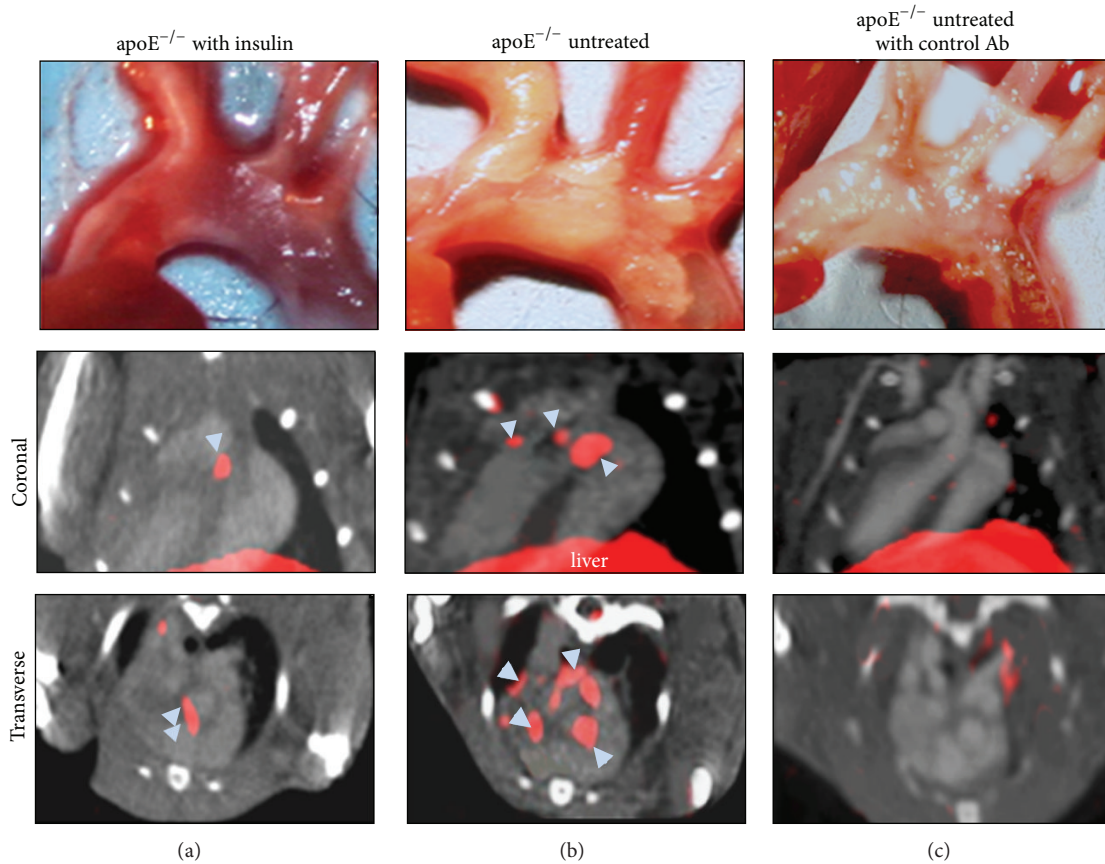 apoE−/− with insulin
apoE−/− untreated
apoE−/− untreated
with control Ab
Coronal
liver
Transverse
(a)
(b)
(c)